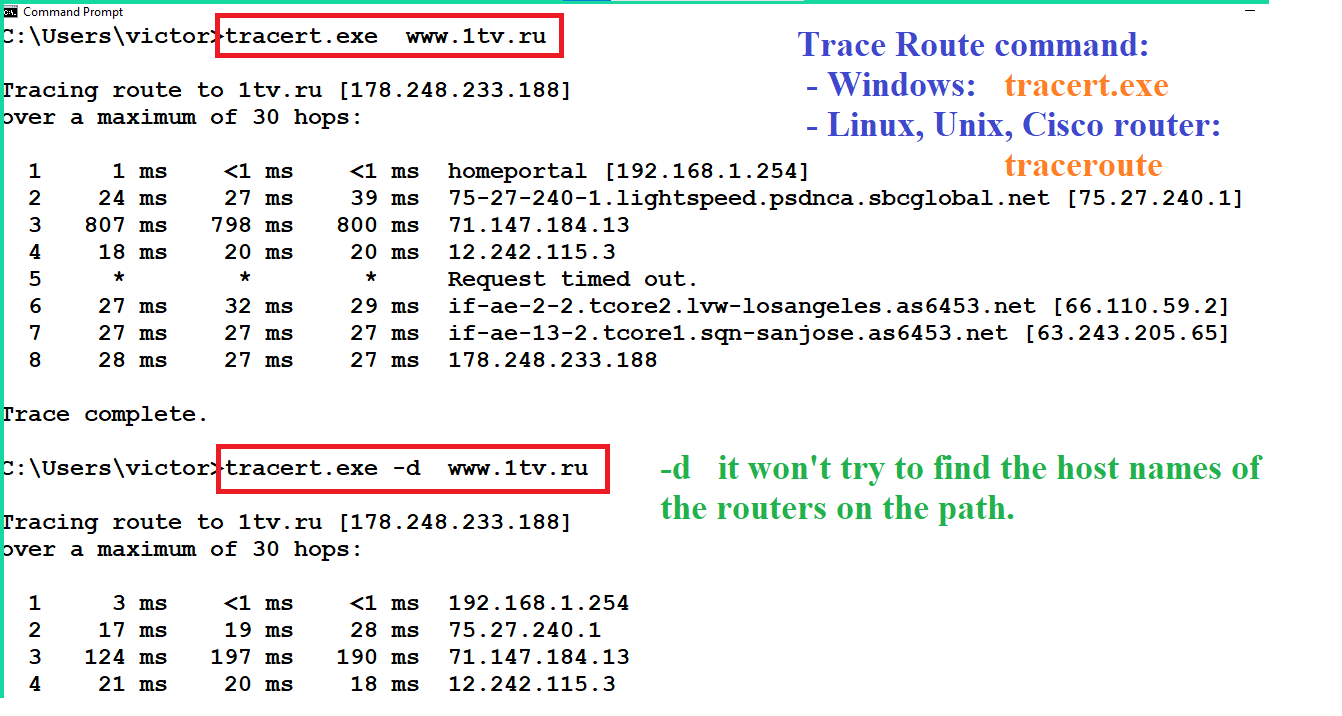 Command Prompt
C:\Users\victor>tracert.exe  www.1tv.ru
Trace Route command:
- Windows:   tracert.exe
- Linux, Unix, Cisco router:
traceroute
Tracing route to 1tv.ru [178.248.233.188]
over a maximum of 30 hops:
1     1 ms    <1 ms    <1 ms  homeportal [192.168.1.254]
2    24 ms    27 ms    39 ms  75-27-240-1.lightspeed.psdnca.sbcglobal.net [75.27.240.1]
3   807 ms   798 ms   800 ms  71.147.184.13
4    18 ms    20 ms    20 ms  12.242.115.3
5     *        *        *     Request timed out.
6    27 ms    32 ms    29 ms  if-ae-2-2.tcore2.lvw-losangeles.as6453.net [66.110.59.2]
7    27 ms    27 ms    27 ms  if-ae-13-2.tcore1.sqn-sanjose.as6453.net [63.243.205.65]
8    28 ms    27 ms    27 ms  178.248.233.188
Trace complete.
C:\Users\victor>tracert.exe -d  www.1tv.ru
-d   it won't try to find the host names of
the routers on the path.
Tracing route to 1tv.ru [178.248.233.188]
over a maximum of 30 hops:
1     3 ms    <1 ms    <1 ms  192.168.1.254
2    17 ms    19 ms    28 ms  75.27.240.1
3   124 ms   197 ms   190 ms  71.147.184.13
4    21 ms    20 ms    18 ms  12.242.115.3